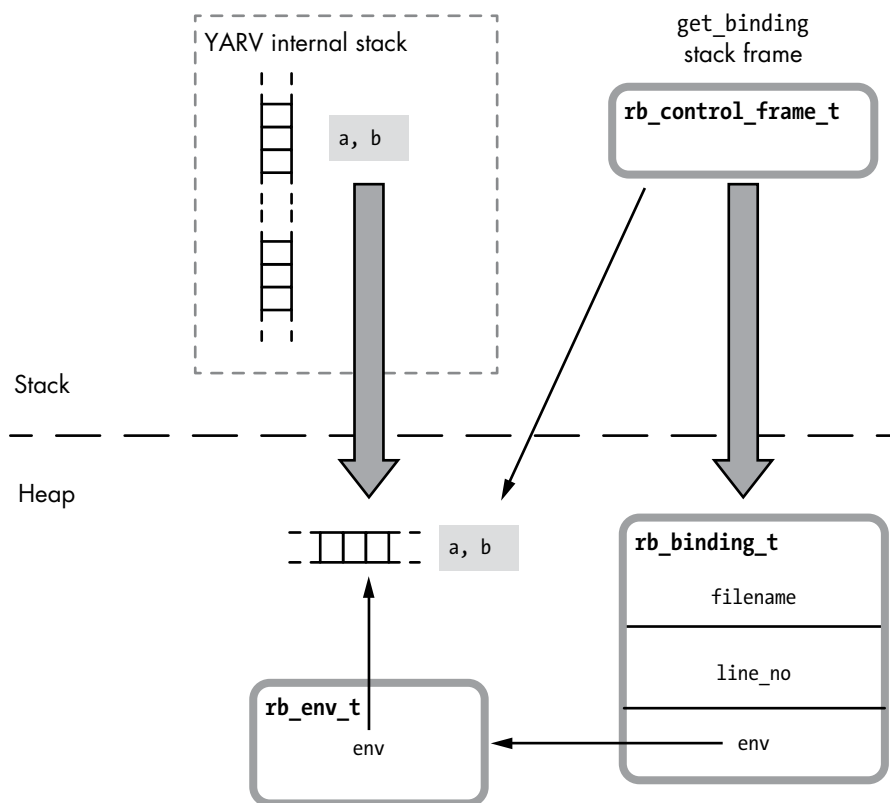 YARV internal stack
a, b
get_binding
stack frame
rb_control_frame_t
Stack
Heap
a, b
rb_binding_t
filename
line_no
env
rb_env_t
env